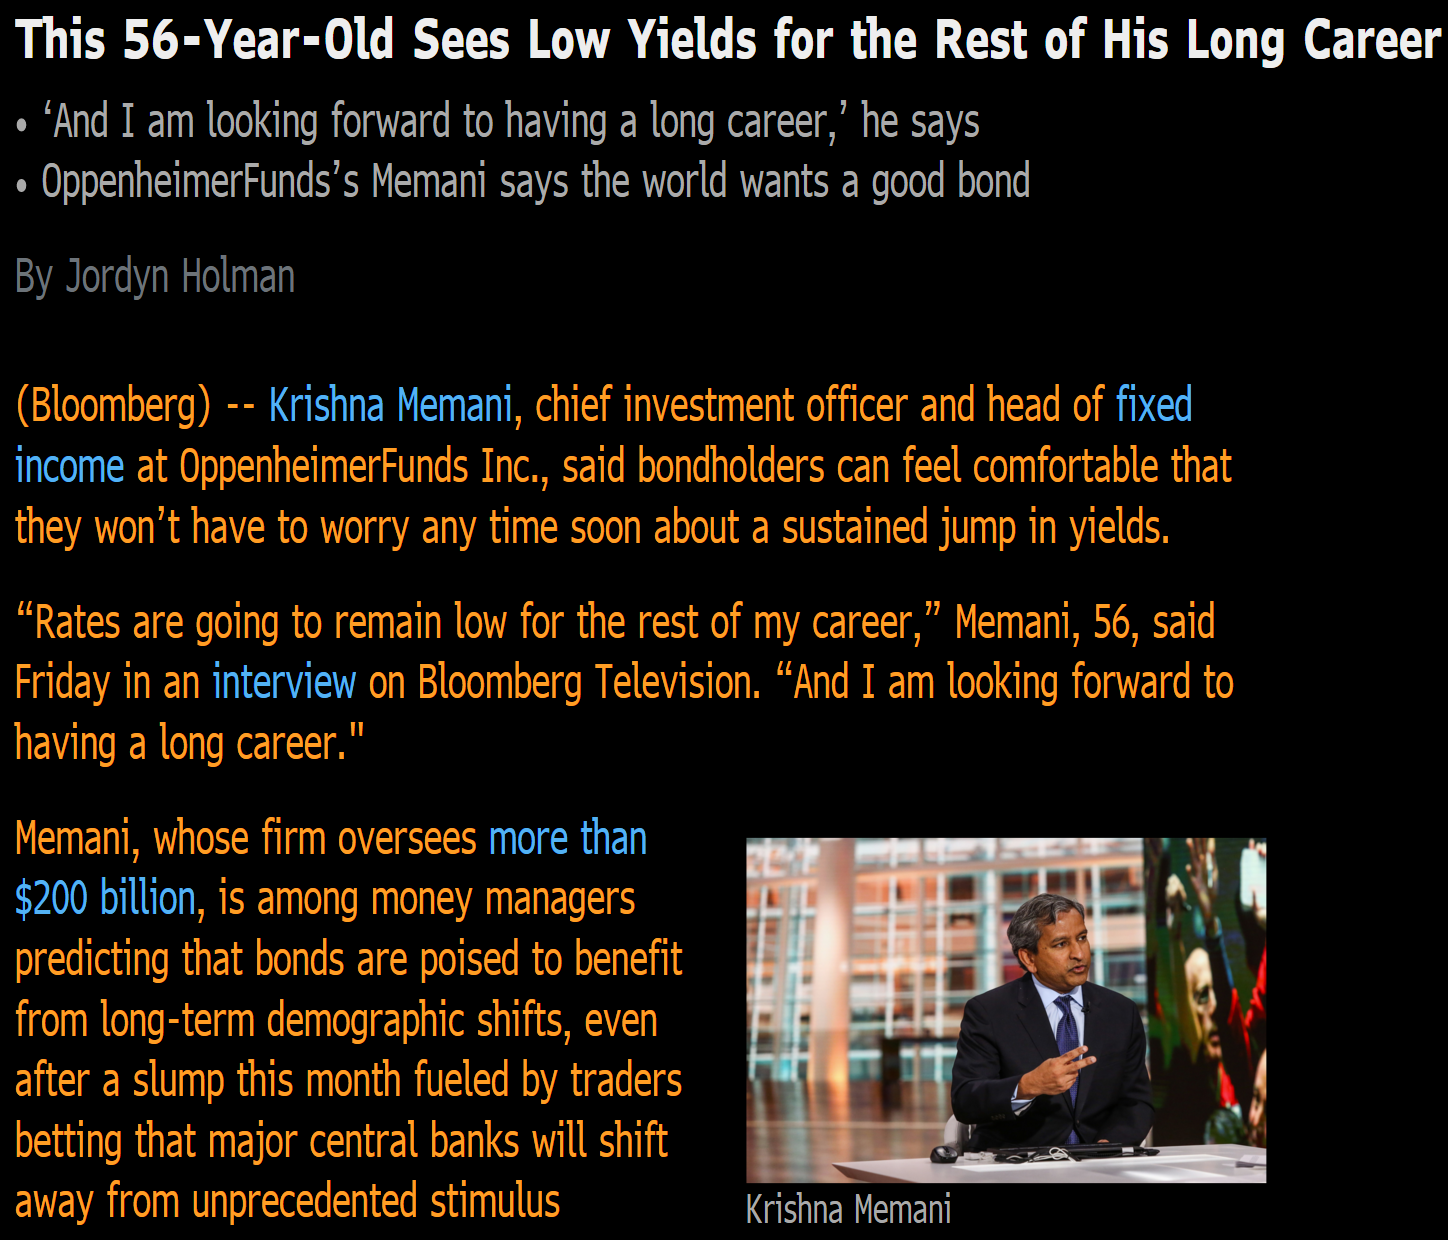 This 56-Year-Old Sees Low Yields for the Rest of His Long Career
• ‘And I am looking forward to having a long career,’ he says
• OppenheimerFunds’s Memani says the world wants a good bond
By Jordyn Holman
(Bloomberg) -- Krishna Memani, chief investment officer and head of fixed
income at OppenheimerFunds Inc., said bondholders can feel comfortable that
they won’t have to worry any time soon about a sustained jump in yields.
“Rates are going to remain low for the rest of my career,” Memani, 56, said
Friday in an interview on Bloomberg Television. “And I am looking forward to
having a long career."
Memani, whose firm oversees more than
$200 billion, is among money managers
predicting that bonds are poised to benefit
from long-term demographic shifts, even
after a slump this month fueled by traders
betting that major central banks will shift
away from unprecedented stimulus
Krishna Memani